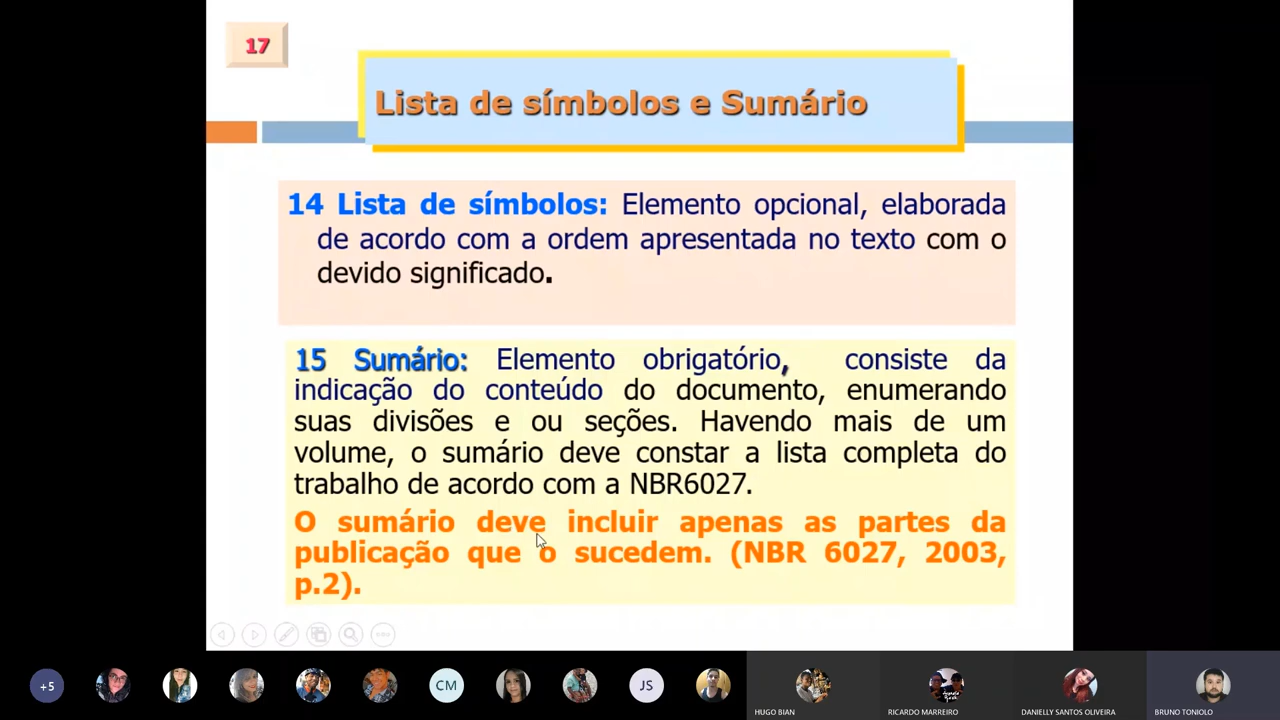 17
Lista de símbolos e Sumário
14 Lista de símbolos: Elemento opcional, elaborada
de acordo com a ordem apresentada no texto com o
devido significado.
15 Sumário: Elemento obrigatório, consiste da
indicação do conteúdo do documento, enumerando
suas divisões e ou seções. Havendo mais de um
volume, o sumário deve constar a lista completa do
trabalho de acordo com a NBR6027.
O sumário deve incluir apenas as partes da
publicação que o sucedem. (NBR 6027, 2003,
p.2).
+5
CM
JS
HUGO BIAN
RICARDO MARREIRO
DANIELLY SANTOS OLIVEIRA
BRUNO TONIOLO